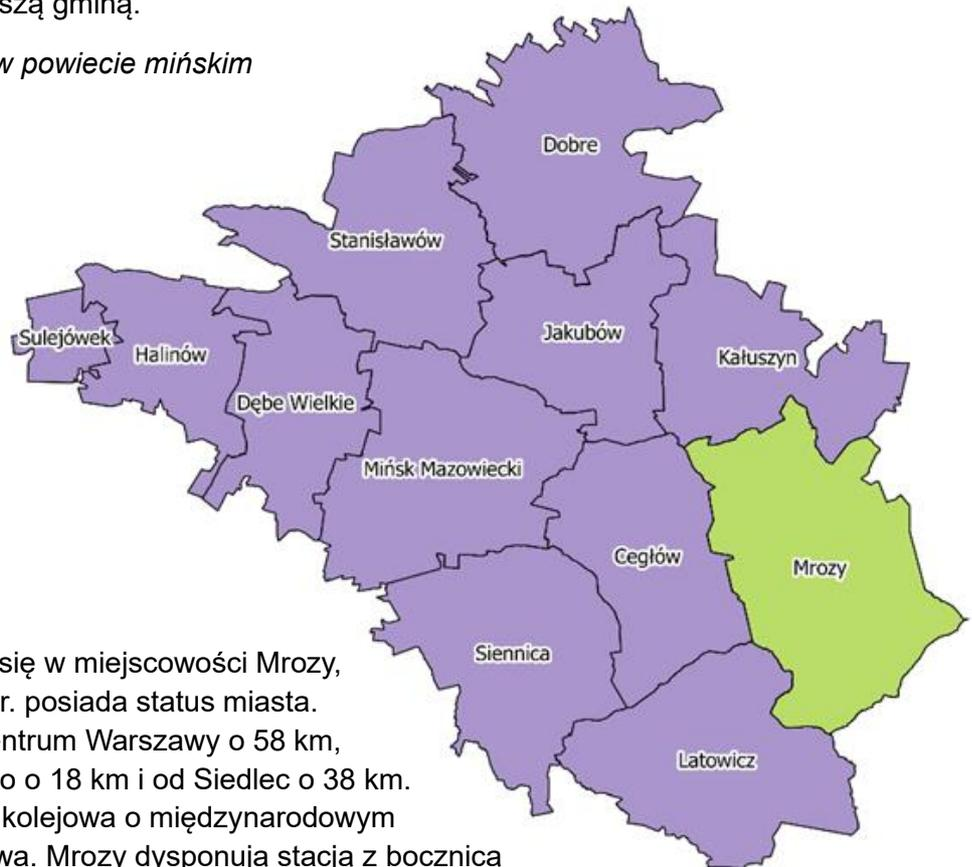 szą gminą.
w powiecie mińskim
Dobre
Stanisławów
Jakubów
Sulejówek
Halinów
Kałuszyn
Dębe Wielkie
Mińsk Mazowiecki
Cegłów
Mrozy
Siennica
Latowicz
się w miejscowości Mrozy,
r. posiada status miasta.
entrum Warszawy o 58 km,
o o 18 km i od Siedlec o 38 km.
kolejowa o międzynarodowym
wa. Mrozy dysponują stacją z bocznicą